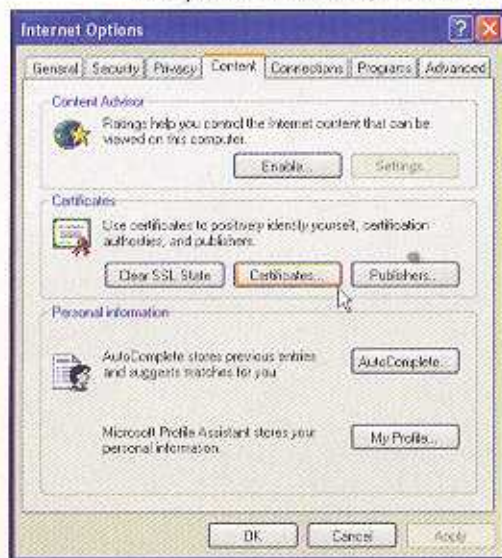 Internet Options
General Security Privacy Content Connections Programs Advanced
Content Advisor
Ratings help you control the Internet content that can be
viewed on this computer.
Enable... Settings...
Certificates
Use certificates to positively identify yourself, certification
authorities, and publishers.
Clear SSL State Certificates... Publishers...
Personal information
AutoComplete stores previous entries
and suggests matches for you.
AutoComplete...
Microsoft Profile Assistant stores your
personal information.
My Profile...
OK Cancel Apply